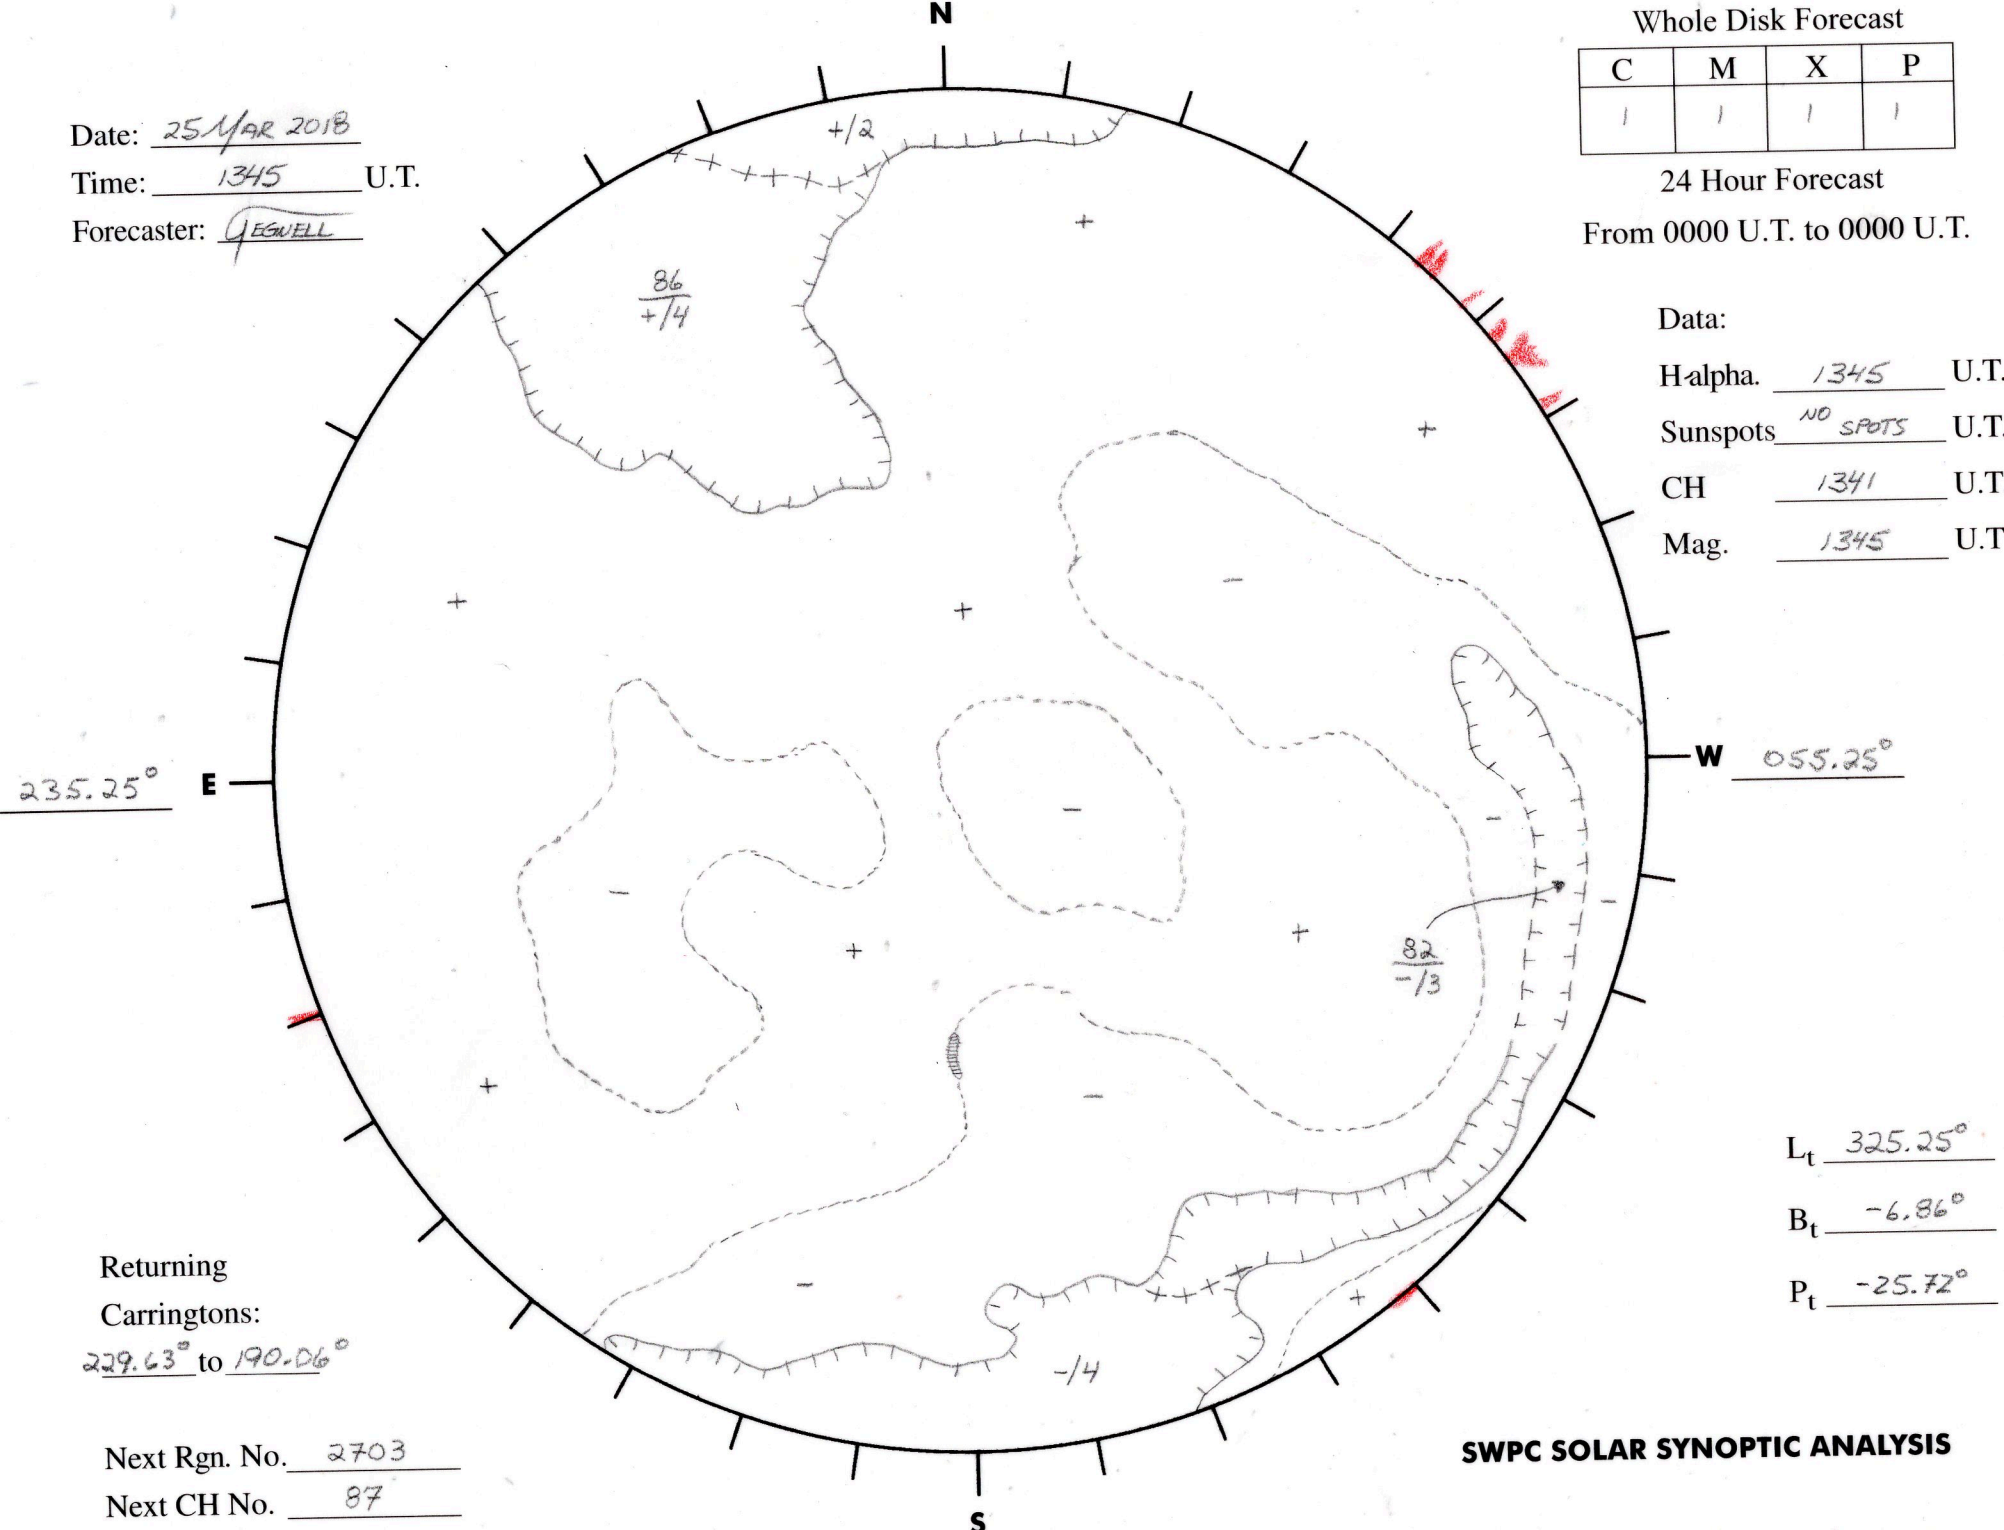 N
Whole Disk Forecast
C M X P
1 1 1 1
24 Hour Forecast
From 0000 U.T. to 0000 U.T.
Date: 25 MAR 2018
Time: 1345 U.T.
Forecaster:
Data:
H-alpha. 1345 U.T.
Sunspots NO SPOTS U.T.
CH 1341 U.T
Mag. 1345 U.T
+/2
+
86
+/4
+
-
+
+
235.25° E
W 055.25°
-
-
-
-
+
+
82
-/3
+
-
-
+
-/4
Lt 325.25°
Bt -6.86°
Pt -25.72°
Returning
Carringtons:
229.63° to 190.06°
Next Rgn. No. 2703
Next CH No. 87
SWPC SOLAR SYNOPTIC ANALYSIS
S